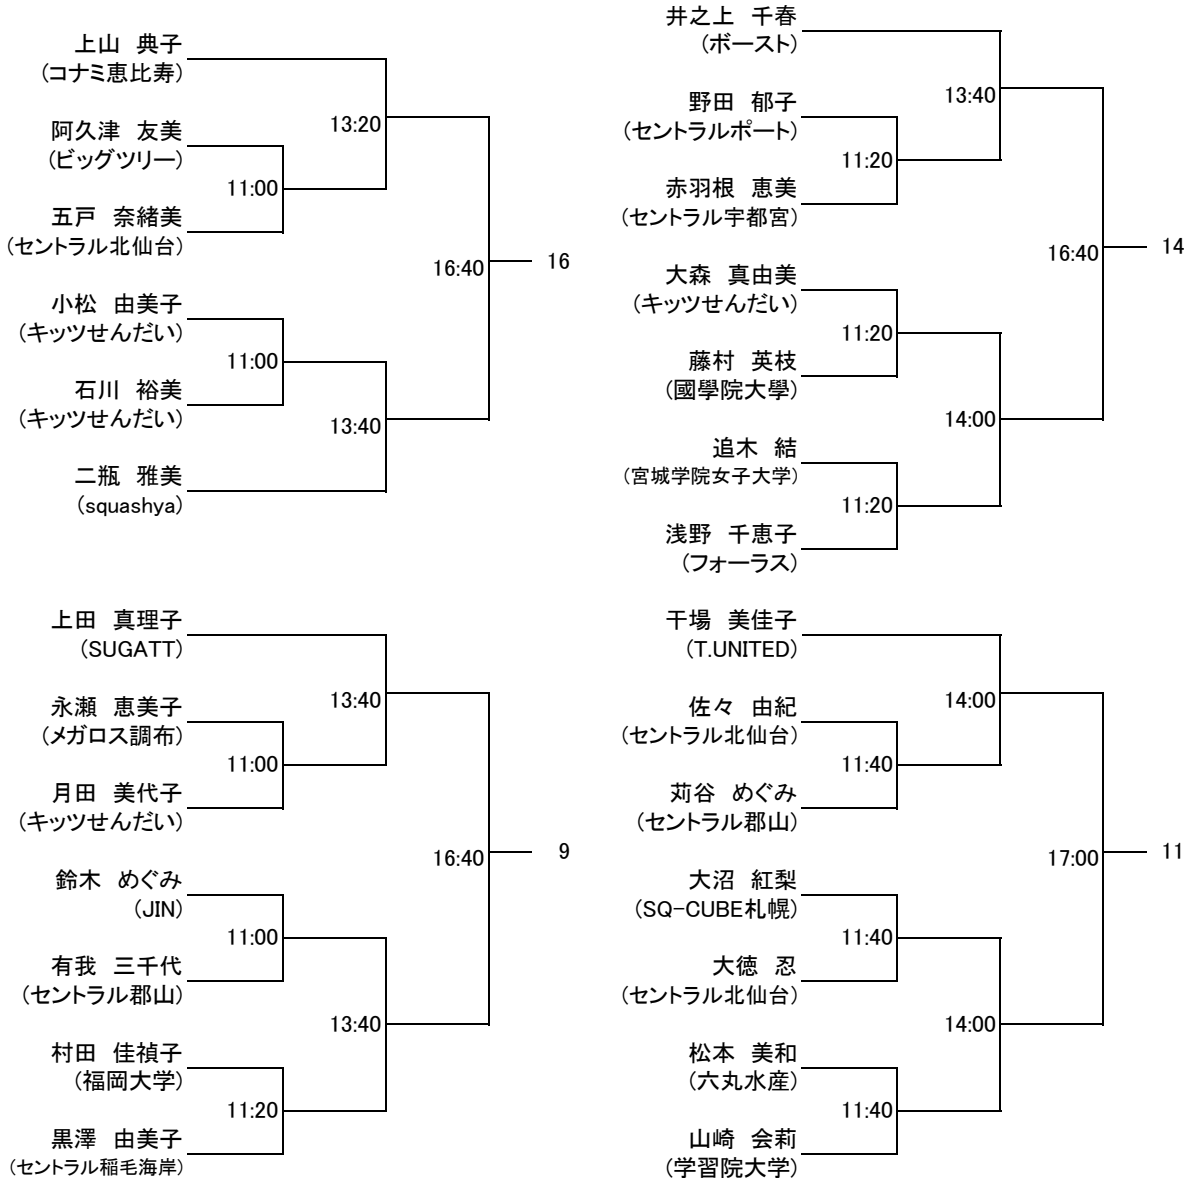 上山 典子
(コナミ恵比寿)
13:20
阿久津 友美
(ビッグツリー)
11:00
五戸 奈緒美
(セントラル北仙台)
16:40
16
小松 由美子
(キッツせんだい)
11:00
石川 裕美
(キッツせんだい)
13:40
二瓶 雅美
(squashya)
井之上 千春
(ボースト)
13:40
野田 郁子
(セントラルポート)
11:20
赤羽根 恵美
(セントラル宇都宮)
16:40
14
大森 真由美
(キッツせんだい)
11:20
藤村 英枝
(國學院大學)
14:00
追木 結
(宮城学院女子大学)
11:20
浅野 千恵子
(フォーラス)
上田 真理子
(SUGATT)
13:40
永瀬 恵美子
(メガロス調布)
11:00
月田 美代子
(キッツせんだい)
16:40
9
鈴木 めぐみ
(JIN)
11:00
有我 三千代
(セントラル郡山)
13:40
村田 佳禎子
(福岡大学)
11:20
黒澤 由美子
(セントラル稲毛海岸)
干場 美佳子
(T.UNITED)
14:00
佐々 由紀
(セントラル北仙台)
11:40
苅谷 めぐみ
(セントラル郡山)
17:00
11
大沼 紅梨
(SQ-CUBE札幌)
11:40
大徳 忍
(セントラル北仙台)
14:00
松本 美和
(六丸水産)
11:40
山崎 会莉
(学習院大学)